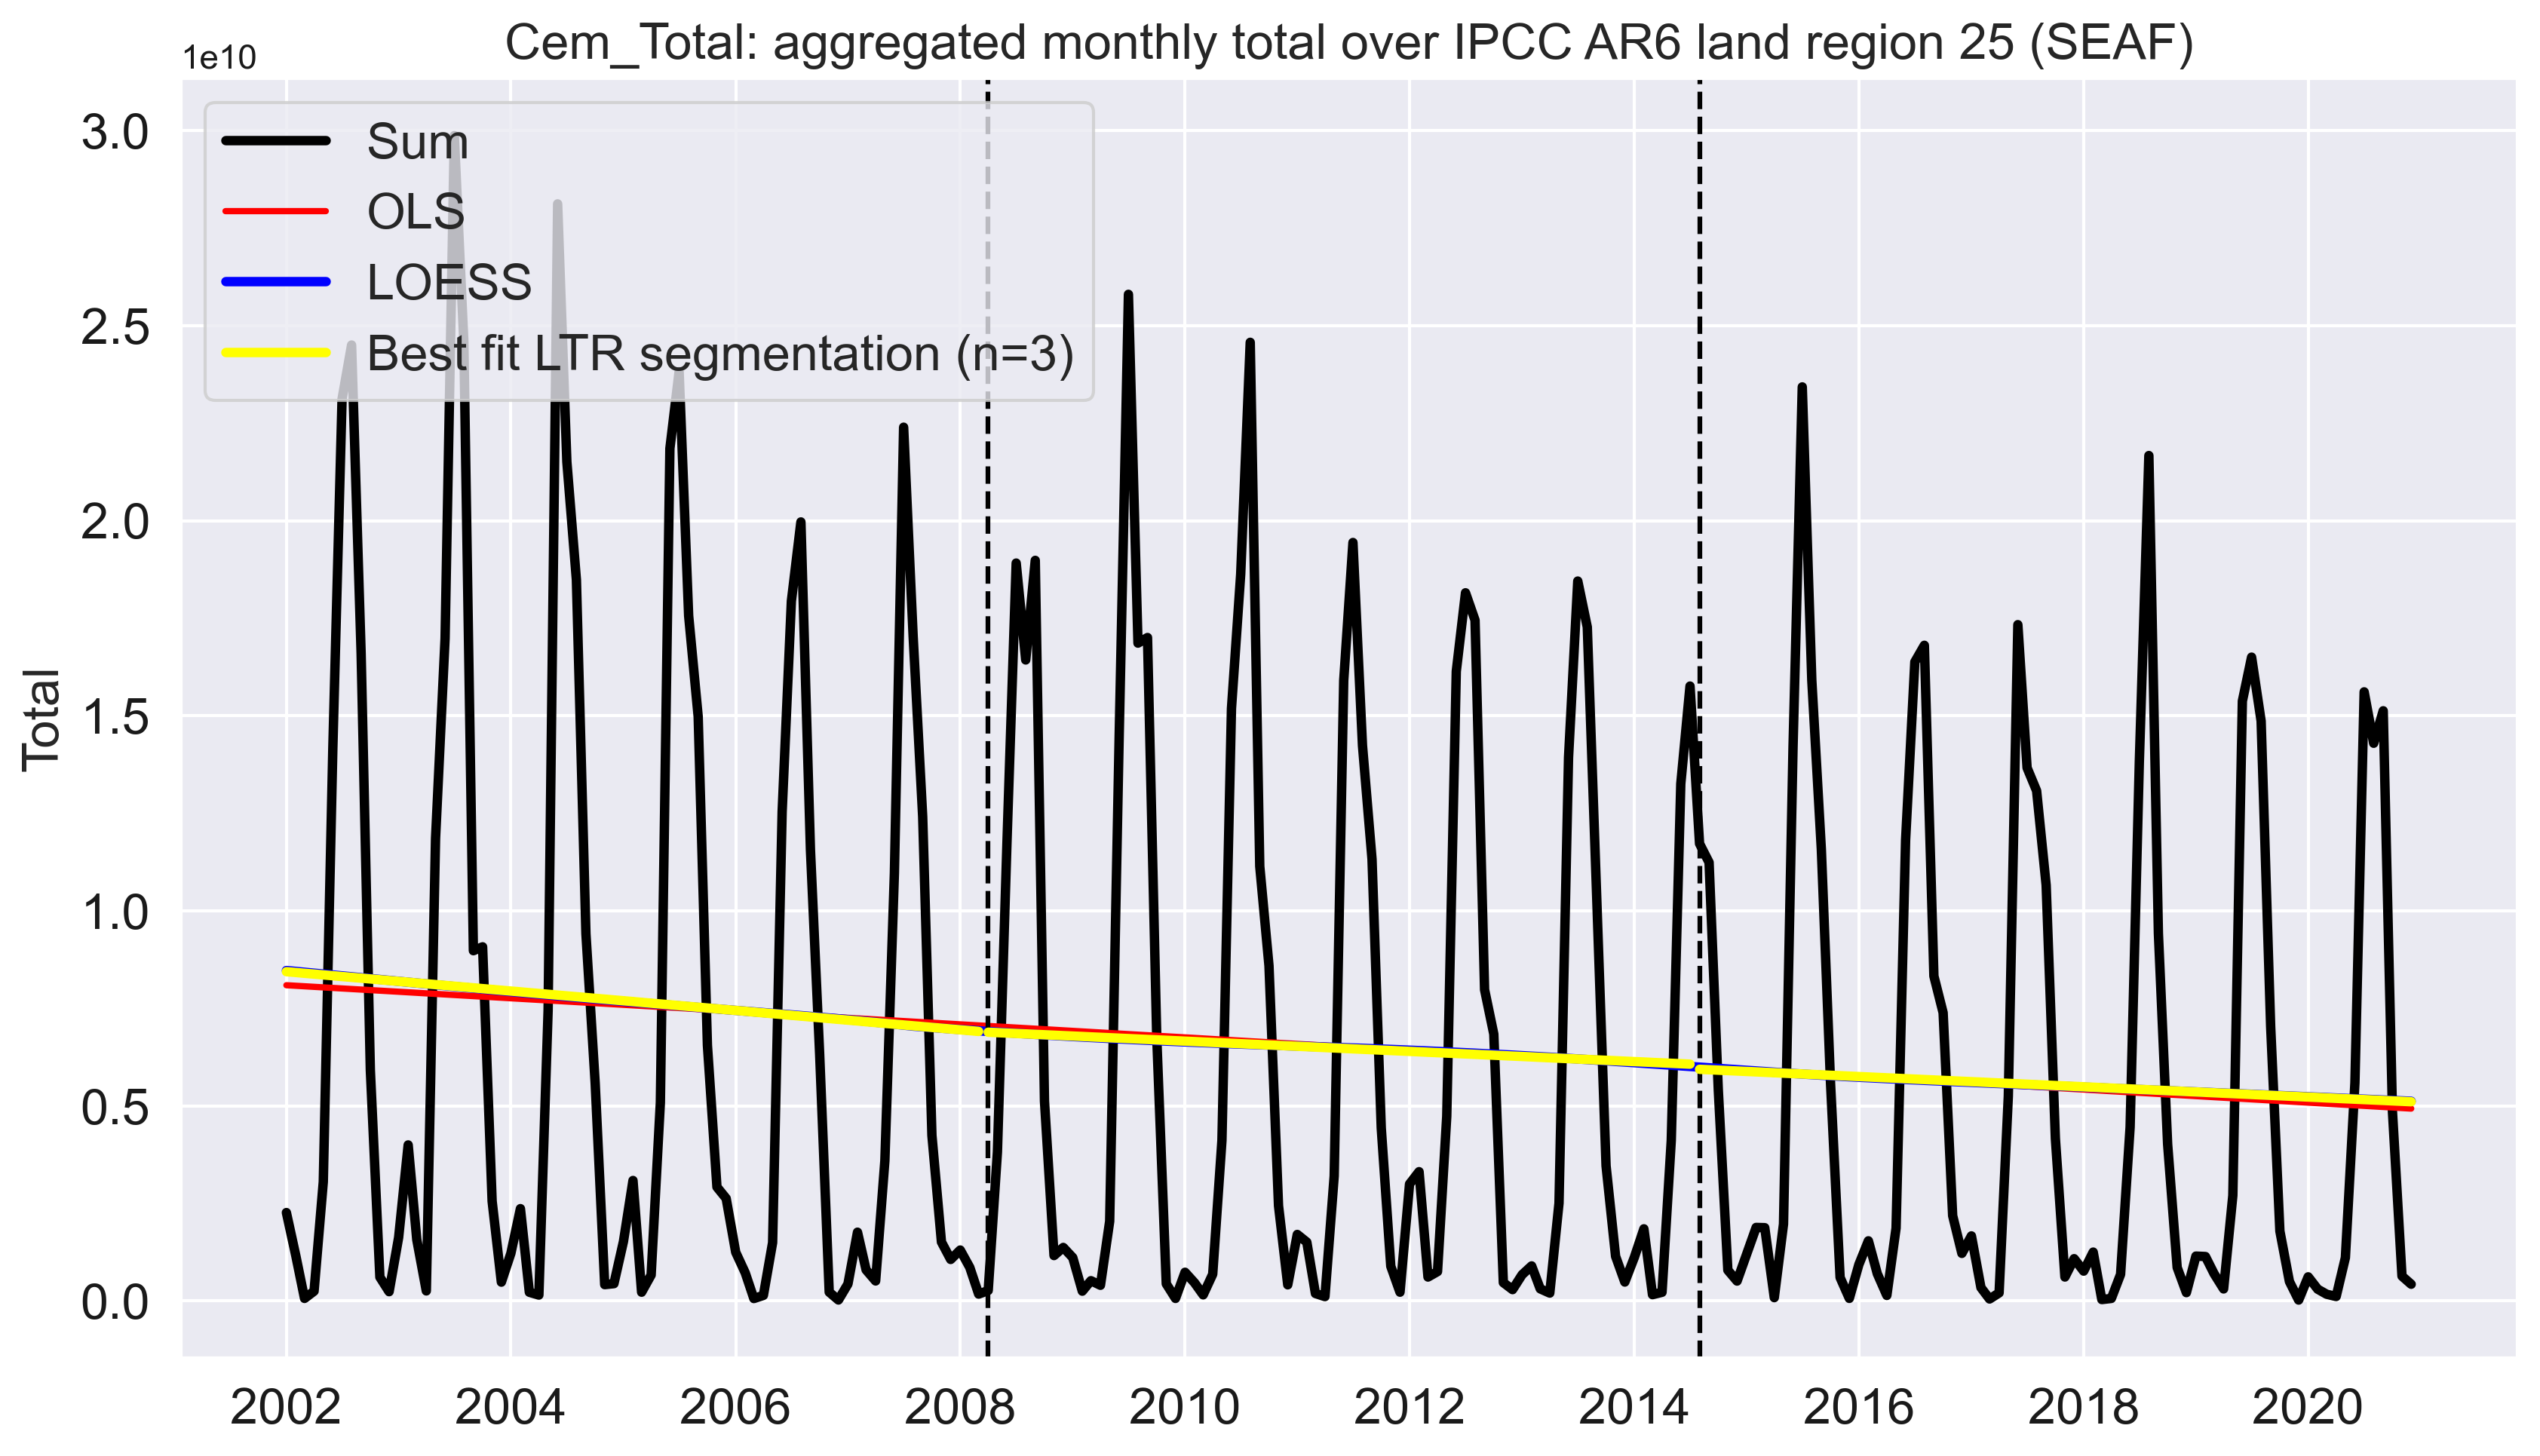 Cem_Total: aggregated monthly total over IPCC AR6 land region 25 (SEAF)
1e10
Sum
OLS
LOESS
Best fit LTR segmentation (n=3)
3.0
2.5
2.0
1.5
1.0
0.5
0.0
Total
2002 2004 2006 2008 2010 2012 2014 2016 2018 2020